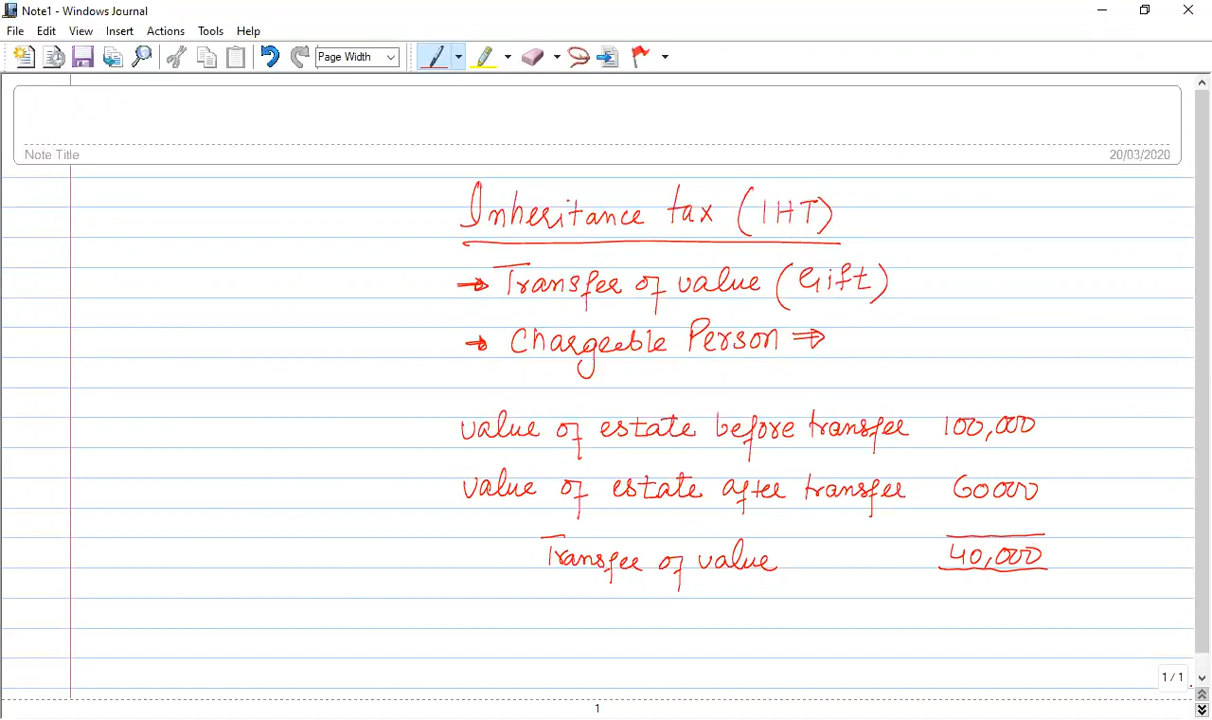 Note1 - Windows Journal
File Edit View Insert Actions Tools Help
Page Width
Note Title
20/03/2020
Inheritance tax (IHT)
→ Transfer of value (Gift)
→ Chargeeble Person ⇒
value of estate before transfer 100,000
value of estate after transfer 60000
Transfer of value 40,000
1 / 1
1